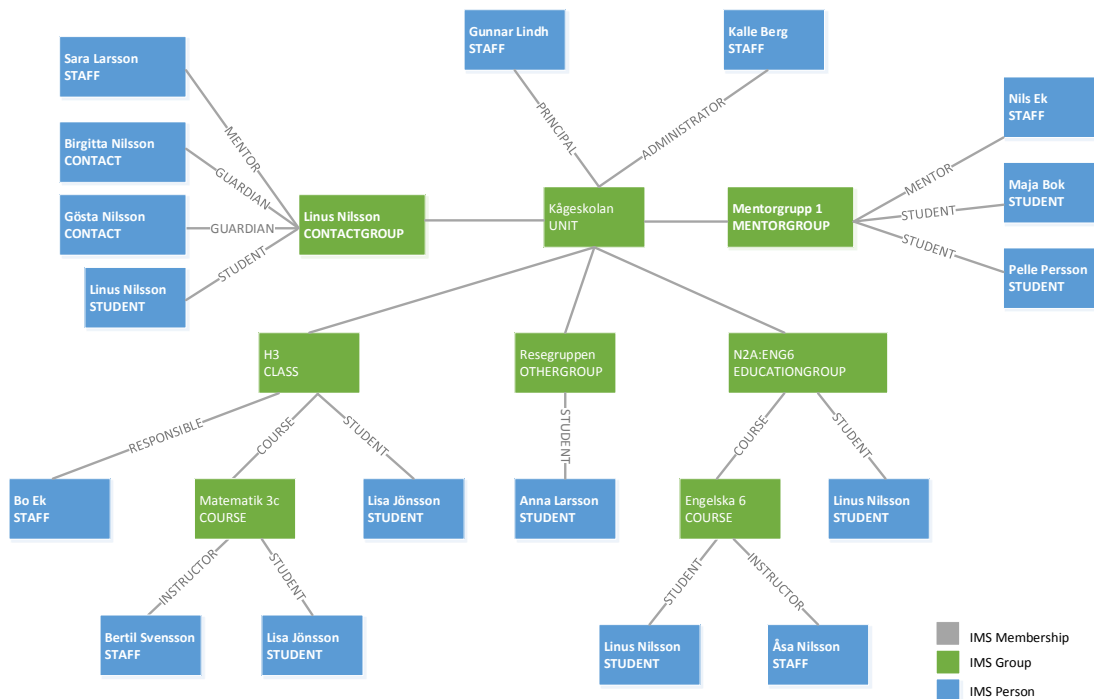 Gunnar Lindh
STAFF
Kalle Berg
STAFF
Sara Larsson
STAFF
Nils Ek
STAFF
PRINCIPAL
ADMINISTRATOR
MENTOR
Birgitta Nilsson
CONTACT
GUARDIAN
MENTOR
Maja Bok
STUDENT
Gösta Nilsson
CONTACT
GUARDIAN
Linus Nilsson
CONTACTGROUP
Kågeskolan
UNIT
Mentorgrupp 1
MENTORGROUP
STUDENT
STUDENT
Linus Nilsson
STUDENT
STUDENT
Pelle Persson
STUDENT
H3
CLASS
Resegruppen
OTHERGROUP
N2A:ENG6
EDUCATIONGROUP
RESPONSIBLE
COURSE
STUDENT
STUDENT
COURSE
STUDENT
Bo Ek
STAFF
Matematik 3c
COURSE
Lisa Jönsson
STUDENT
Anna Larsson
STUDENT
Engelska 6
COURSE
Linus Nilsson
STUDENT
INSTRUCTOR
STUDENT
STUDENT
INSTRUCTOR
Bertil Svensson
STAFF
Lisa Jönsson
STUDENT
Linus Nilsson
STUDENT
Åsa Nilsson
STAFF
IMS Membership
IMS Group
IMS Person